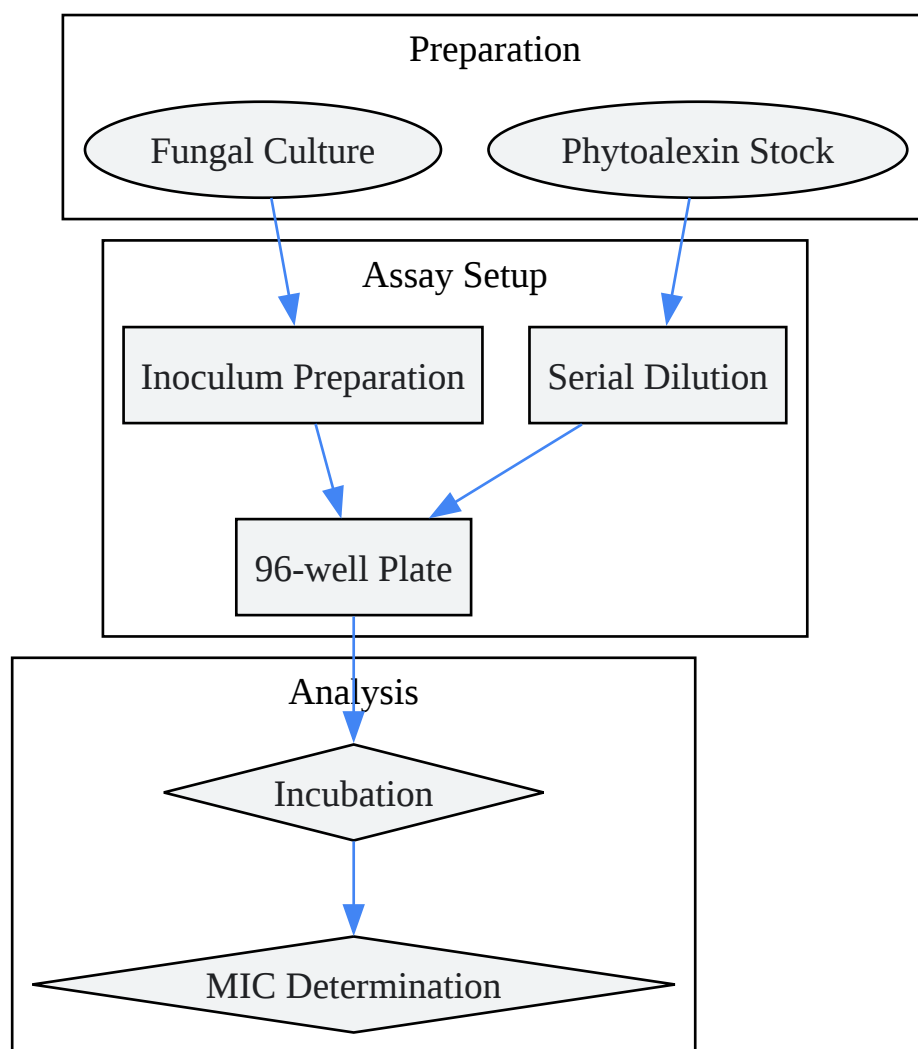 Preparation
Fungal Culture
Phytoalexin Stock
Assay Setup
Inoculum Preparation
Serial Dilution
96-well Plate
Analysis
Incubation
MIC Determination